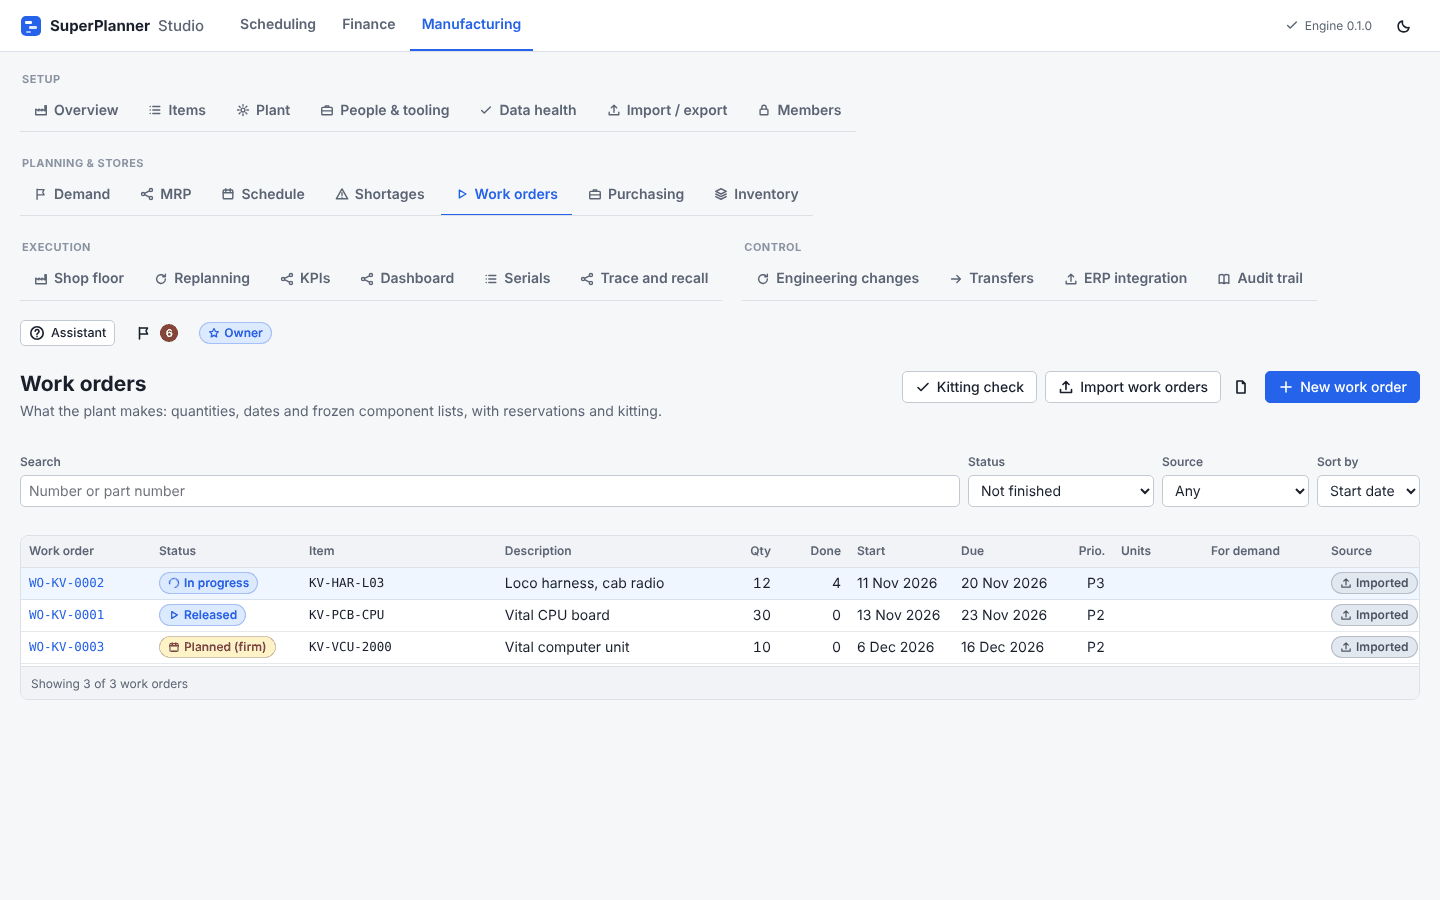 SuperPlanner Studio Scheduling Finance Manufacturing Engine 0.1.0
SETUP
Overview Items Plant People & tooling Data health Import / export Members
PLANNING & STORES
Demand MRP Schedule Shortages Work orders Purchasing Inventory
EXECUTION CONTROL
Shop floor Replanning KPIs Dashboard Serials Trace and recall Engineering changes Transfers ERP integration Audit trail
Assistant 6 Owner
Work orders Kitting check Import work orders New work order
What the plant makes: quantities, dates and frozen component lists, with reservations and kitting.
Search Status Source Sort by
Number or part number Not finished Any Start date
Work order Status Item Description Qty Done Start Due Prio. Units For demand Source
WO-KV-0002 In progress KV-HAR-L03 Loco harness, cab radio 12 4 11 Nov 2026 20 Nov 2026 P3 Imported
WO-KV-0001 Released KV-PCB-CPU Vital CPU board 30 0 13 Nov 2026 23 Nov 2026 P2 Imported
WO-KV-0003 Planned (firm) KV-VCU-2000 Vital computer unit 10 0 6 Dec 2026 16 Dec 2026 P2 Imported
Showing 3 of 3 work orders